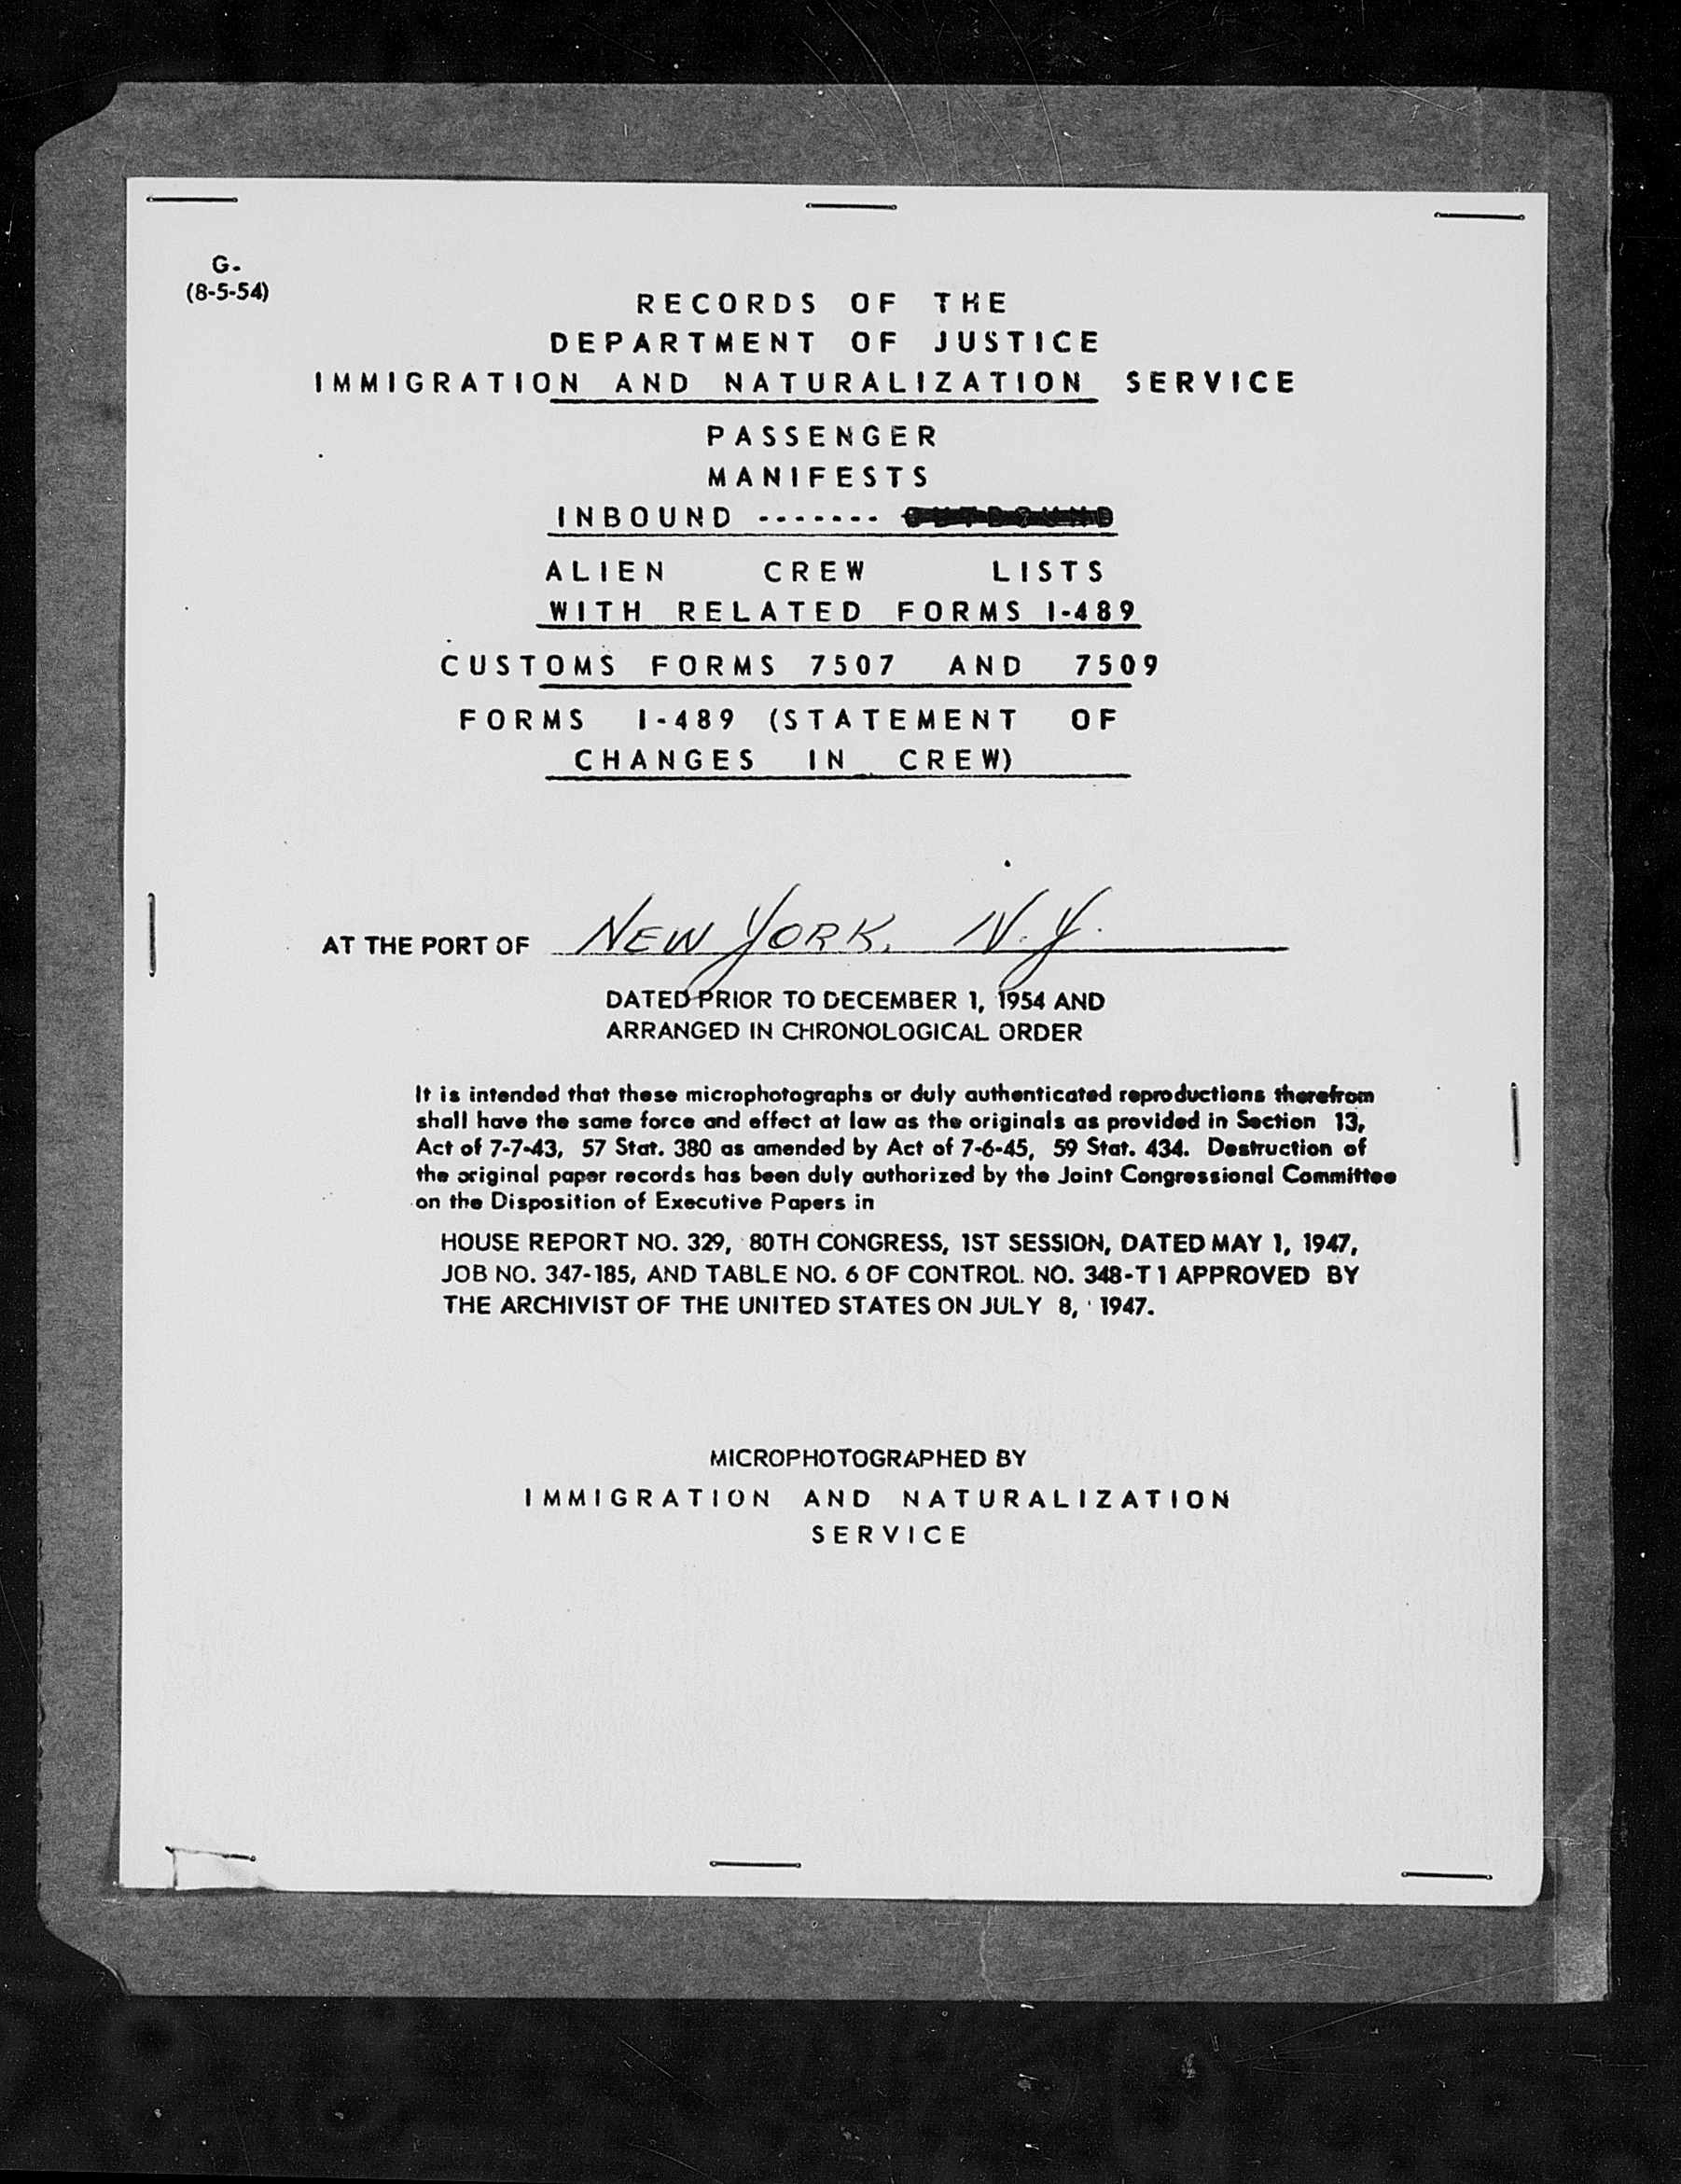 G-
(8-5-54)
RECORDS OF THE
DEPARTMENT OF JUSTICE
IMMIGRATION AND NATURALIZATION SERVICE
PASSENGER
MANIFESTS
INBOUND ------- OUTBOUND
ALIEN CREW LISTS
WITH RELATED FORMS I-489
CUSTOMS FORMS 7507 AND 7509
FORMS I-489 (STATEMENT OF
CHANGES IN CREW)
AT THE PORT OF NEW YORK, N.Y.
DATED PRIOR TO DECEMBER 1, 1954 AND
ARRANGED IN CHRONOLOGICAL ORDER
It is intended that these microphotographs or duly authenticated reproductions therefrom
shall have the same force and effect at law as the originals as provided in Section 13,
Act of 7-7-43, 57 Stat. 380 as amended by Act of 7-6-45, 59 Stat. 434. Destruction of
the original paper records has been duly authorized by the Joint Congressional Committee
on the Disposition of Executive Papers in
HOUSE REPORT NO. 329, 80TH CONGRESS, 1ST SESSION, DATED MAY 1, 1947,
JOB NO. 347-185, AND TABLE NO. 6 OF CONTROL NO. 348-T1 APPROVED BY
THE ARCHIVIST OF THE UNITED STATES ON JULY 8, 1947.
MICROPHOTOGRAPHED BY
IMMIGRATION AND NATURALIZATION
SERVICE